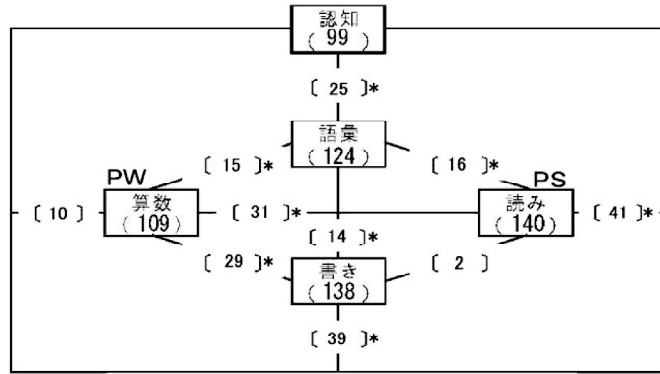 認知
( 99 )
〔 25 〕*
語彙
( 124 )
〔 15 〕*
〔 16 〕*
PW
PS
算数
( 109 )
読み
( 140 )
〔 10 〕
〔 31 〕*
〔 41 〕*
〔 14 〕*
〔 29 〕*
〔 2 〕
書き
( 138 )
〔 39 〕*